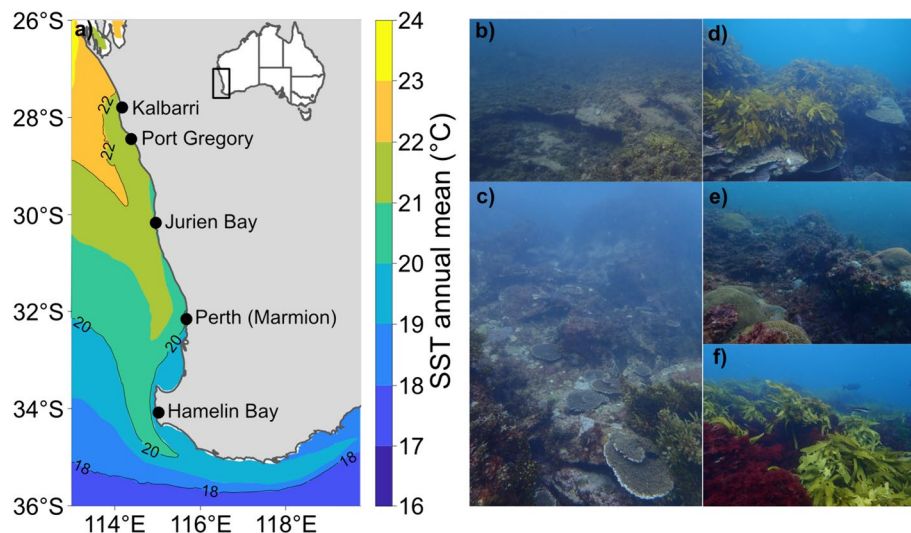 a)
26°S
28°S
30°S
32°S
34°S
36°S
114°E
116°E
118°E
22
22
20
20
20
18
18
18
Kalbarri
Port Gregory
Jurien Bay
Perth (Marmion)
Hamelin Bay
24
23
22
21
20
19
18
17
16
SST annual mean (°C)
b)
c)
d)
e)
f)